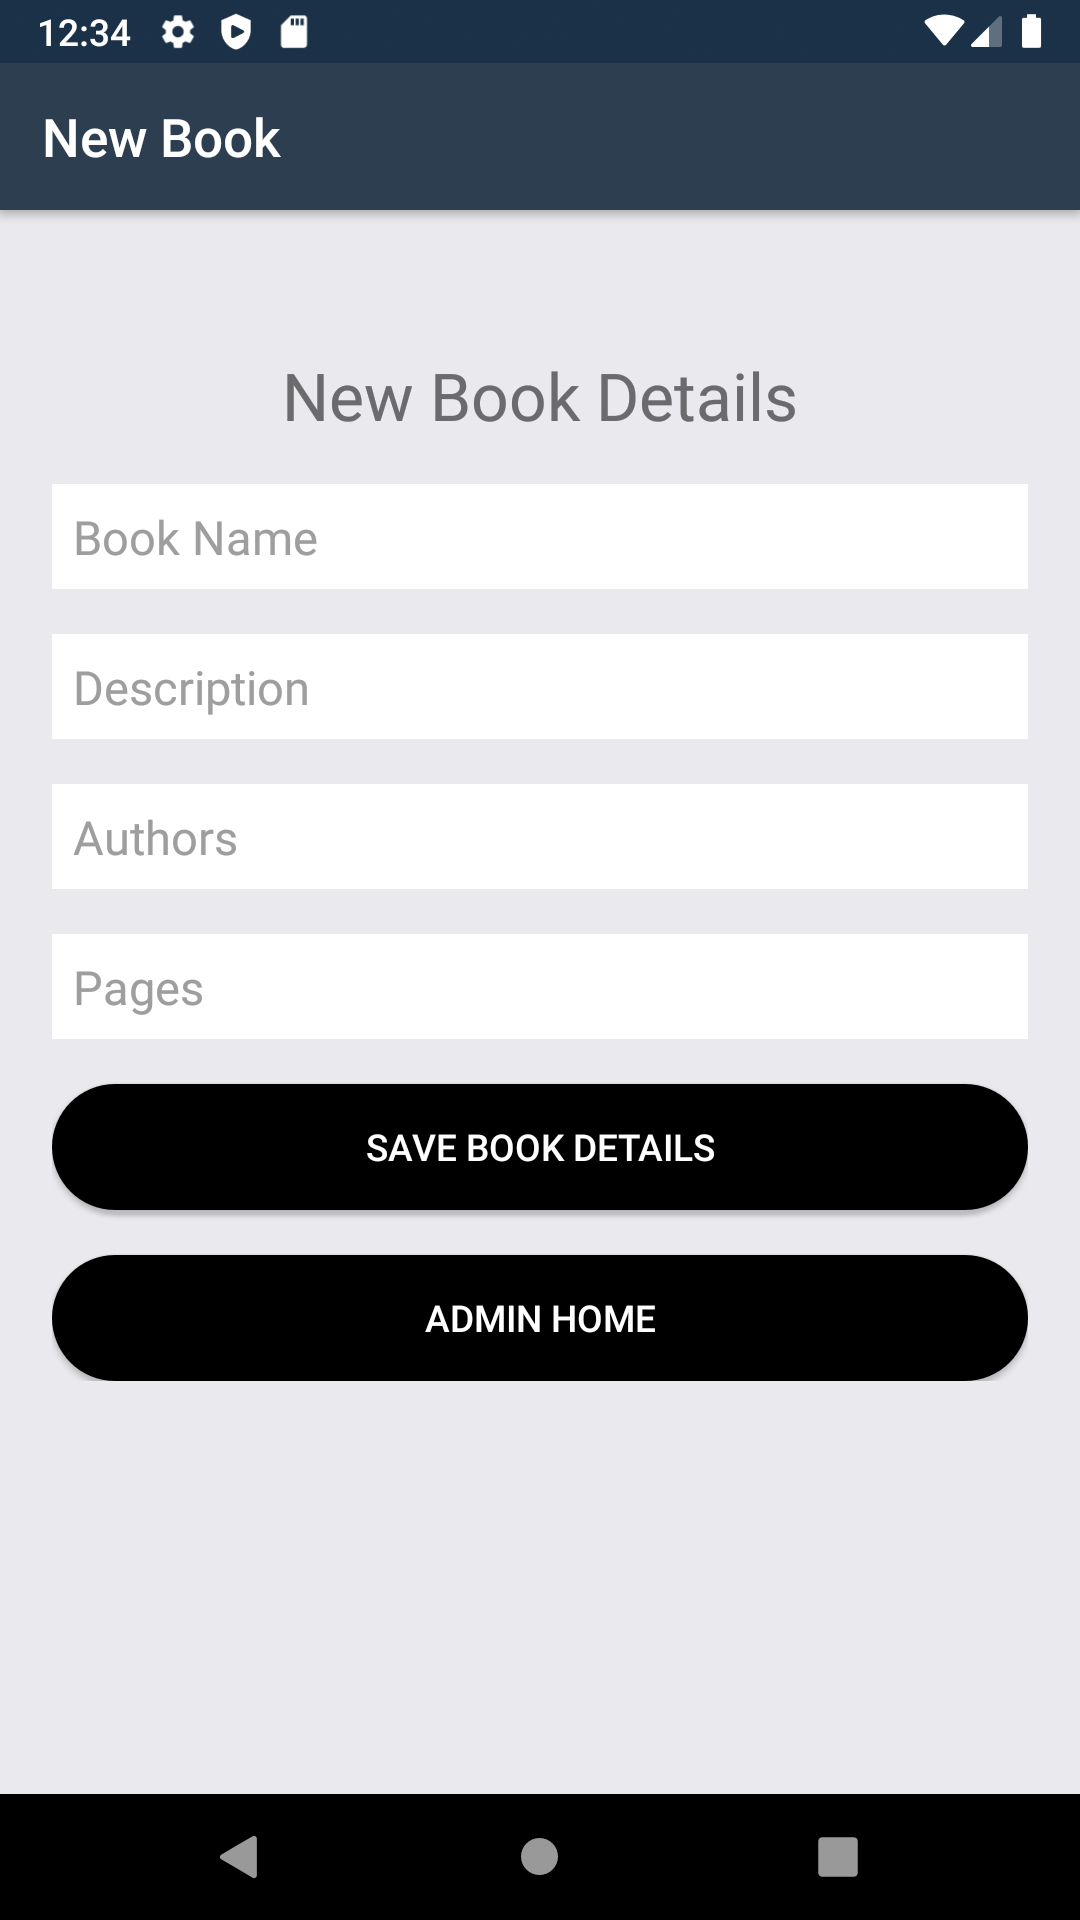 12:34
New Book
New Book Details
Book Name
Description
Authors
Pages
SAVE BOOK DETAILS
ADMIN HOME